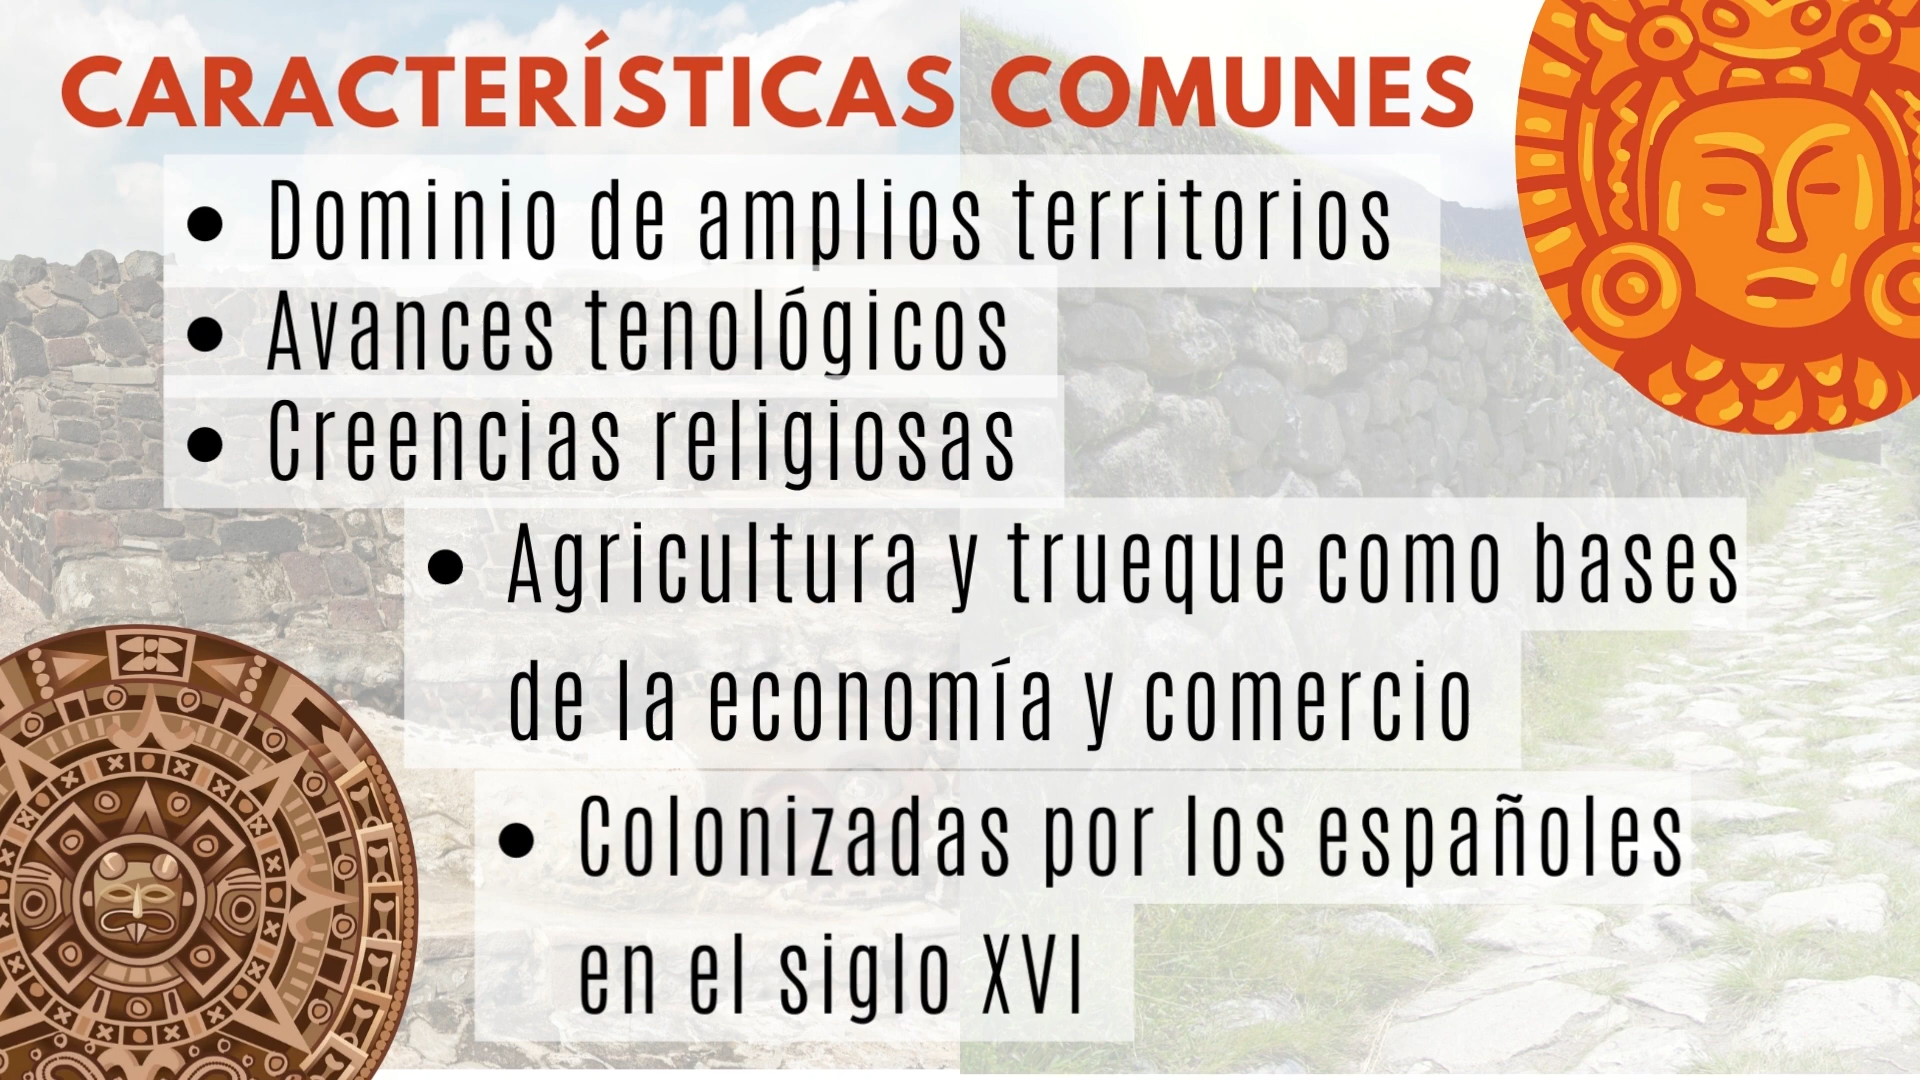 CARACTERÍSTICAS COMUNES
• Dominio de amplios territorios
• Avances tenológicos
• Creencias religiosas
• Agricultura y trueque como bases
de la economía y comercio
• Colonizadas por los españoles
en el siglo XVI